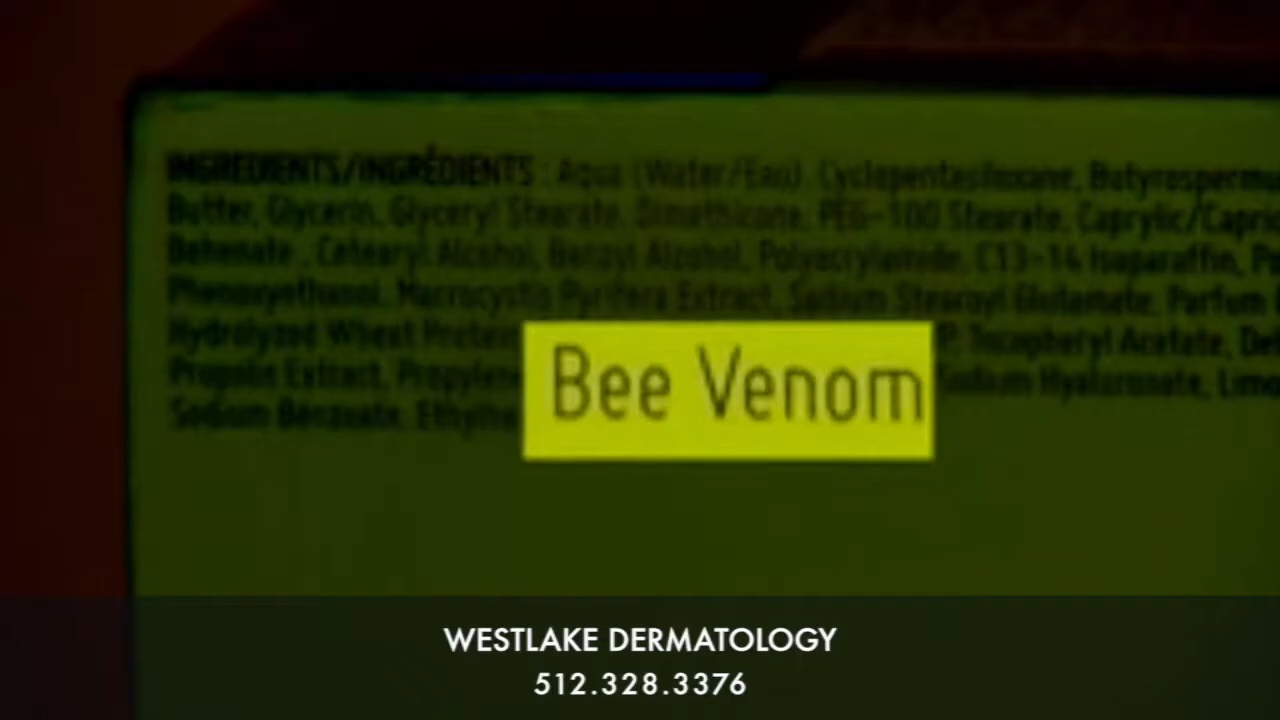 INGREDIENTS/INGRÉDIENTS : Aqua (Water/Eau), Cyclopentasiloxane,
Butter, Glycerin, Glyceryl Stearate, Dimethicone, PEG-100 Stearate,
Behenate , Cetearyl Alcohol, Benzyl Alcohol, Polyacrylamide, C13-14 Isoparaffin,
Phenoxyethanol, Macrocystis Pyrifera Extract, Sodium Stearoyl Glutamate, Parfum
Hydrolyzed Wheat Protein Tocopheryl Acetate,
Bee Venom
Propolis Extract, Sodium Hyaluronate,
Sodium Benzoate,
WESTLAKE DERMATOLOGY
512.328.3376